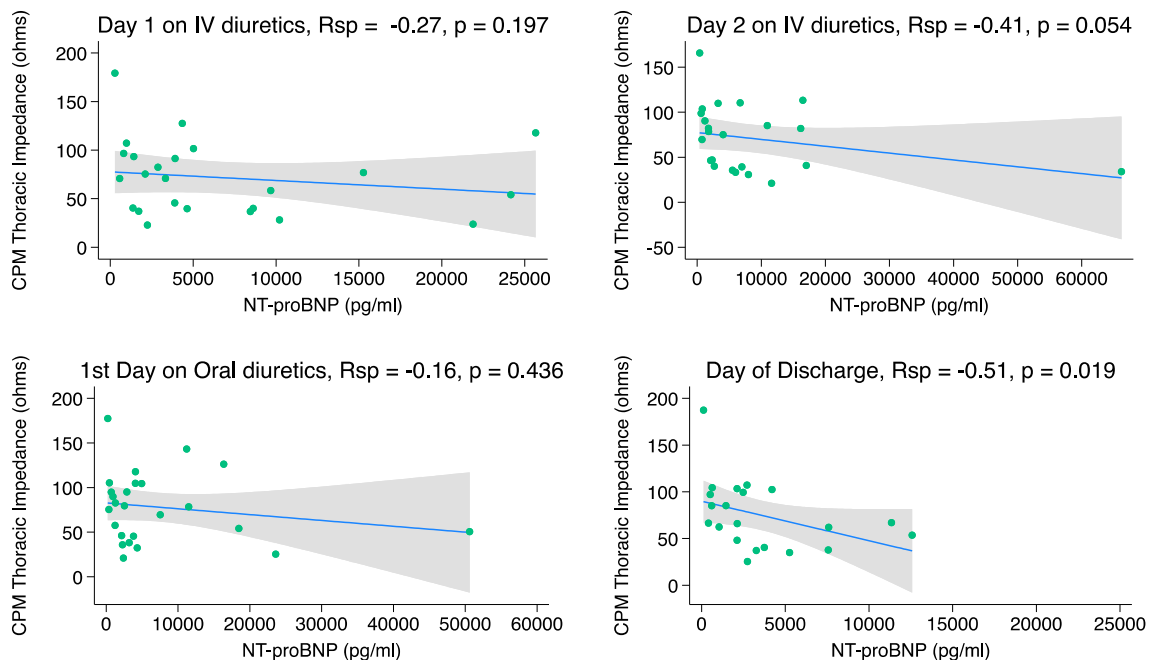 Day 1 on IV diuretics, Rsp = -0.27, p = 0.197
CPM Thoracic Impedance (ohms)
200
150
100
50
0
0 5000 10000 15000 20000 25000
NT-proBNP (pg/ml)
Day 2 on IV diuretics, Rsp = -0.41, p = 0.054
CPM Thoracic Impedance (ohms)
150
100
50
0
-50
0 10000 20000 30000 40000 50000 60000
NT-proBNP (pg/ml)
1st Day on Oral diuretics, Rsp = -0.16, p = 0.436
CPM Thoracic Impedance (ohms)
200
150
100
50
0
0 10000 20000 30000 40000 50000 60000
NT-proBNP (pg/ml)
Day of Discharge, Rsp = -0.51, p = 0.019
CPM Thoracic Impedance (ohms)
200
150
100
50
0
0 5000 10000 15000 20000 25000
NT-proBNP (pg/ml)